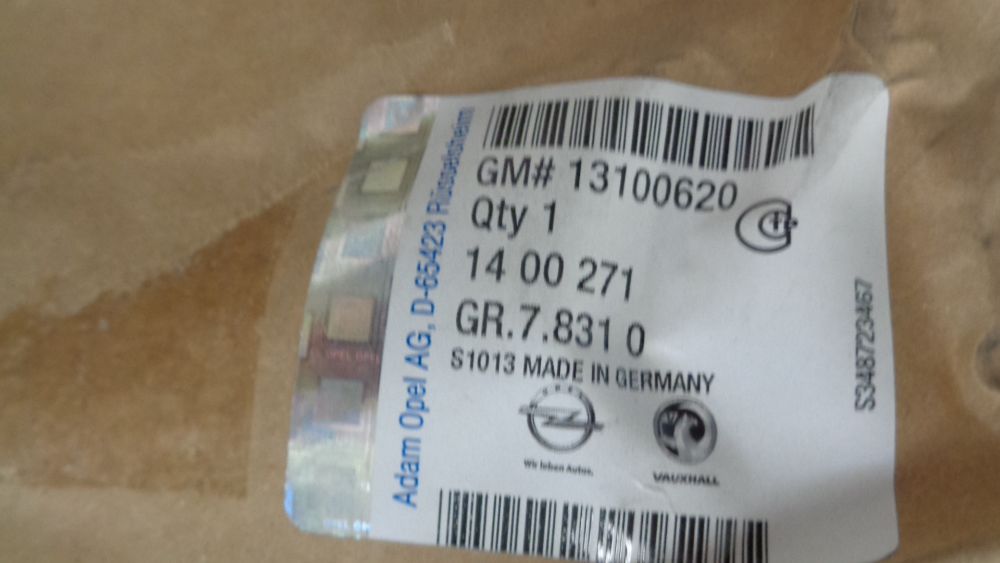 GM# 13100620
Qty 1
14 00 271
GR.7.831 0
S1013 MADE IN GERMANY
Wir leben Autos.
VAUXHALL
Adam Opel AG, D-65423 Rüsselsheim
S348723467